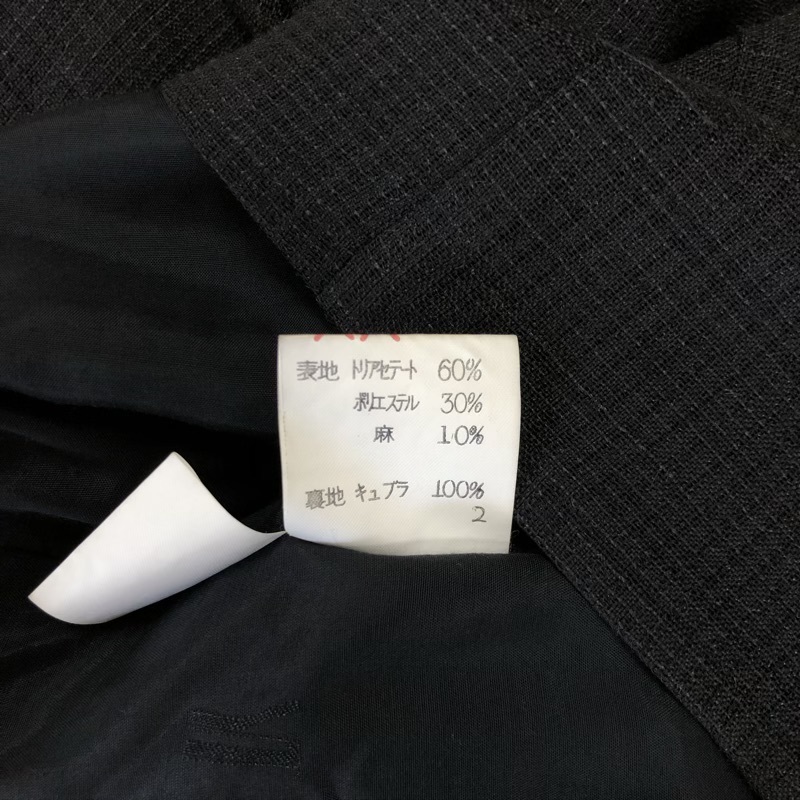 表地 トリアセテート 60%
ポリエステル 30%
麻 10%
裏地 キュプラ 100%
2